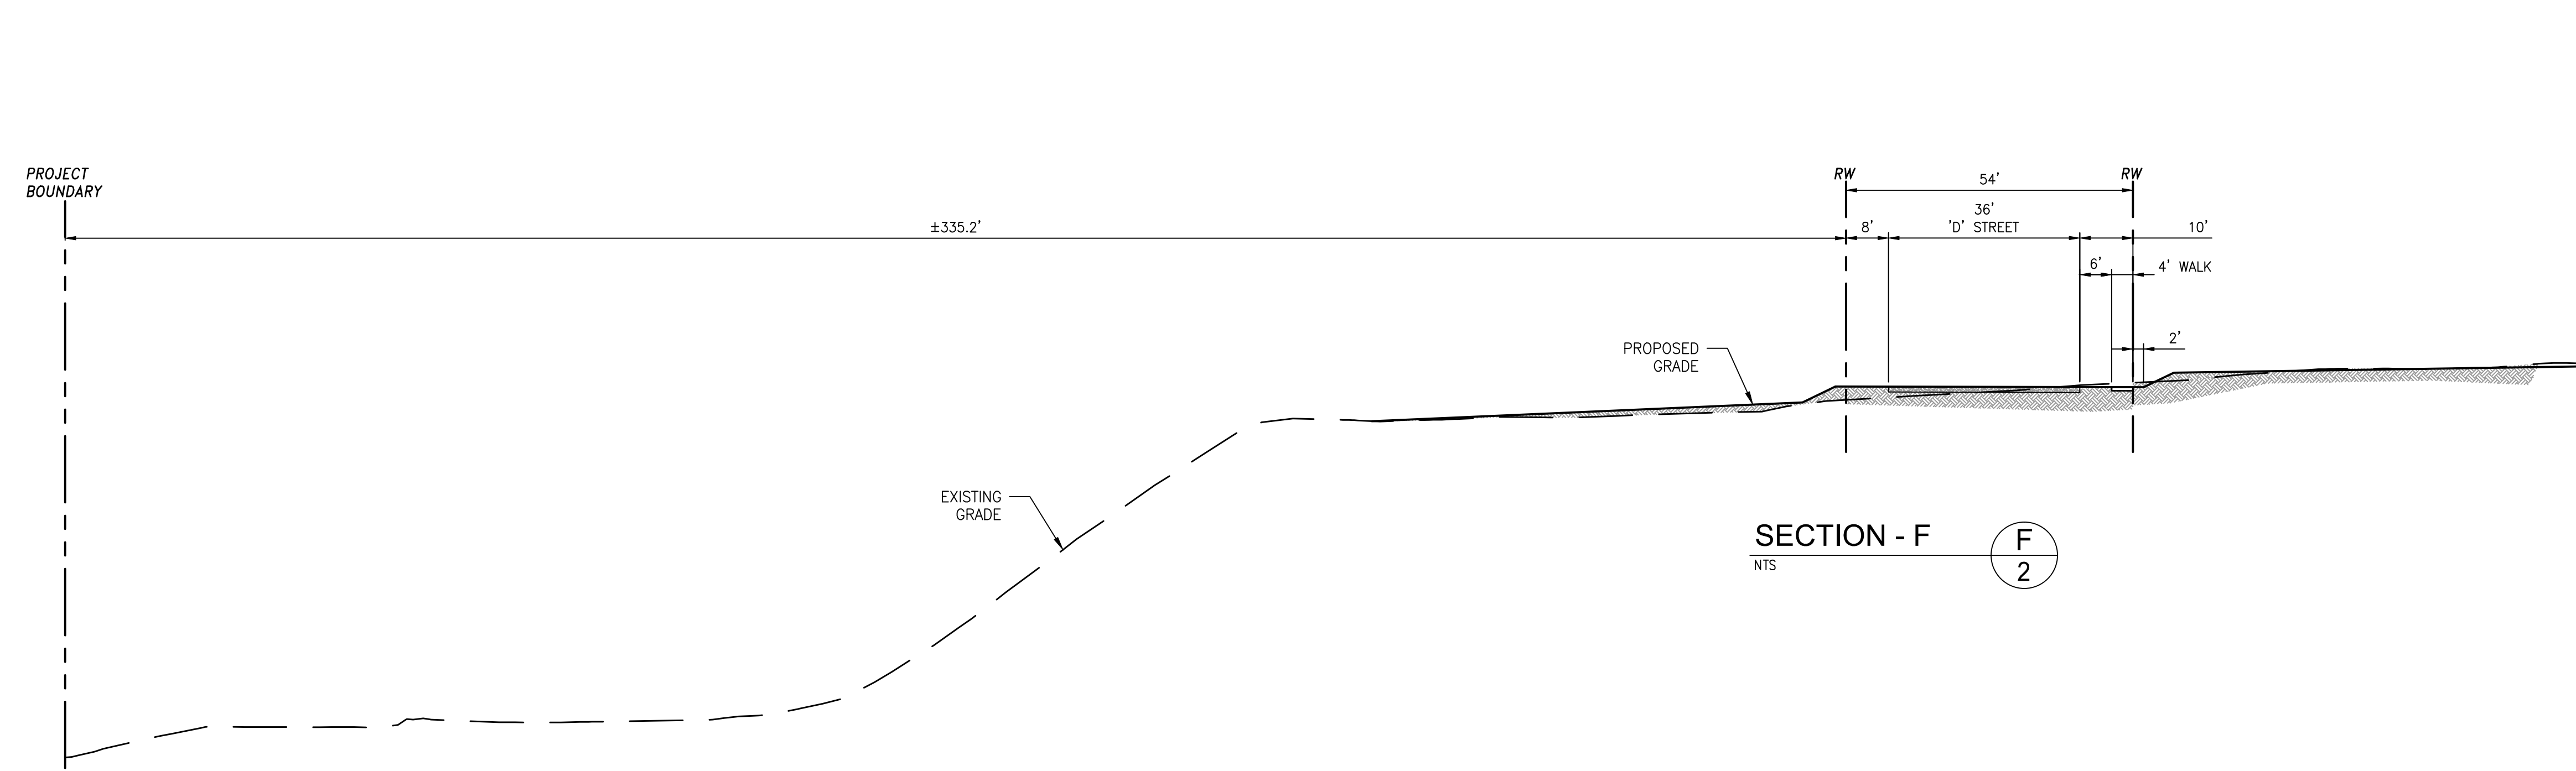 PROJECT
BOUNDARY
±335.2'
RW
54'
RW
8'
36'
'D' STREET
10'
6'
4' WALK
2'
PROPOSED
GRADE
EXISTING
GRADE
SECTION - F
NTS
F
2